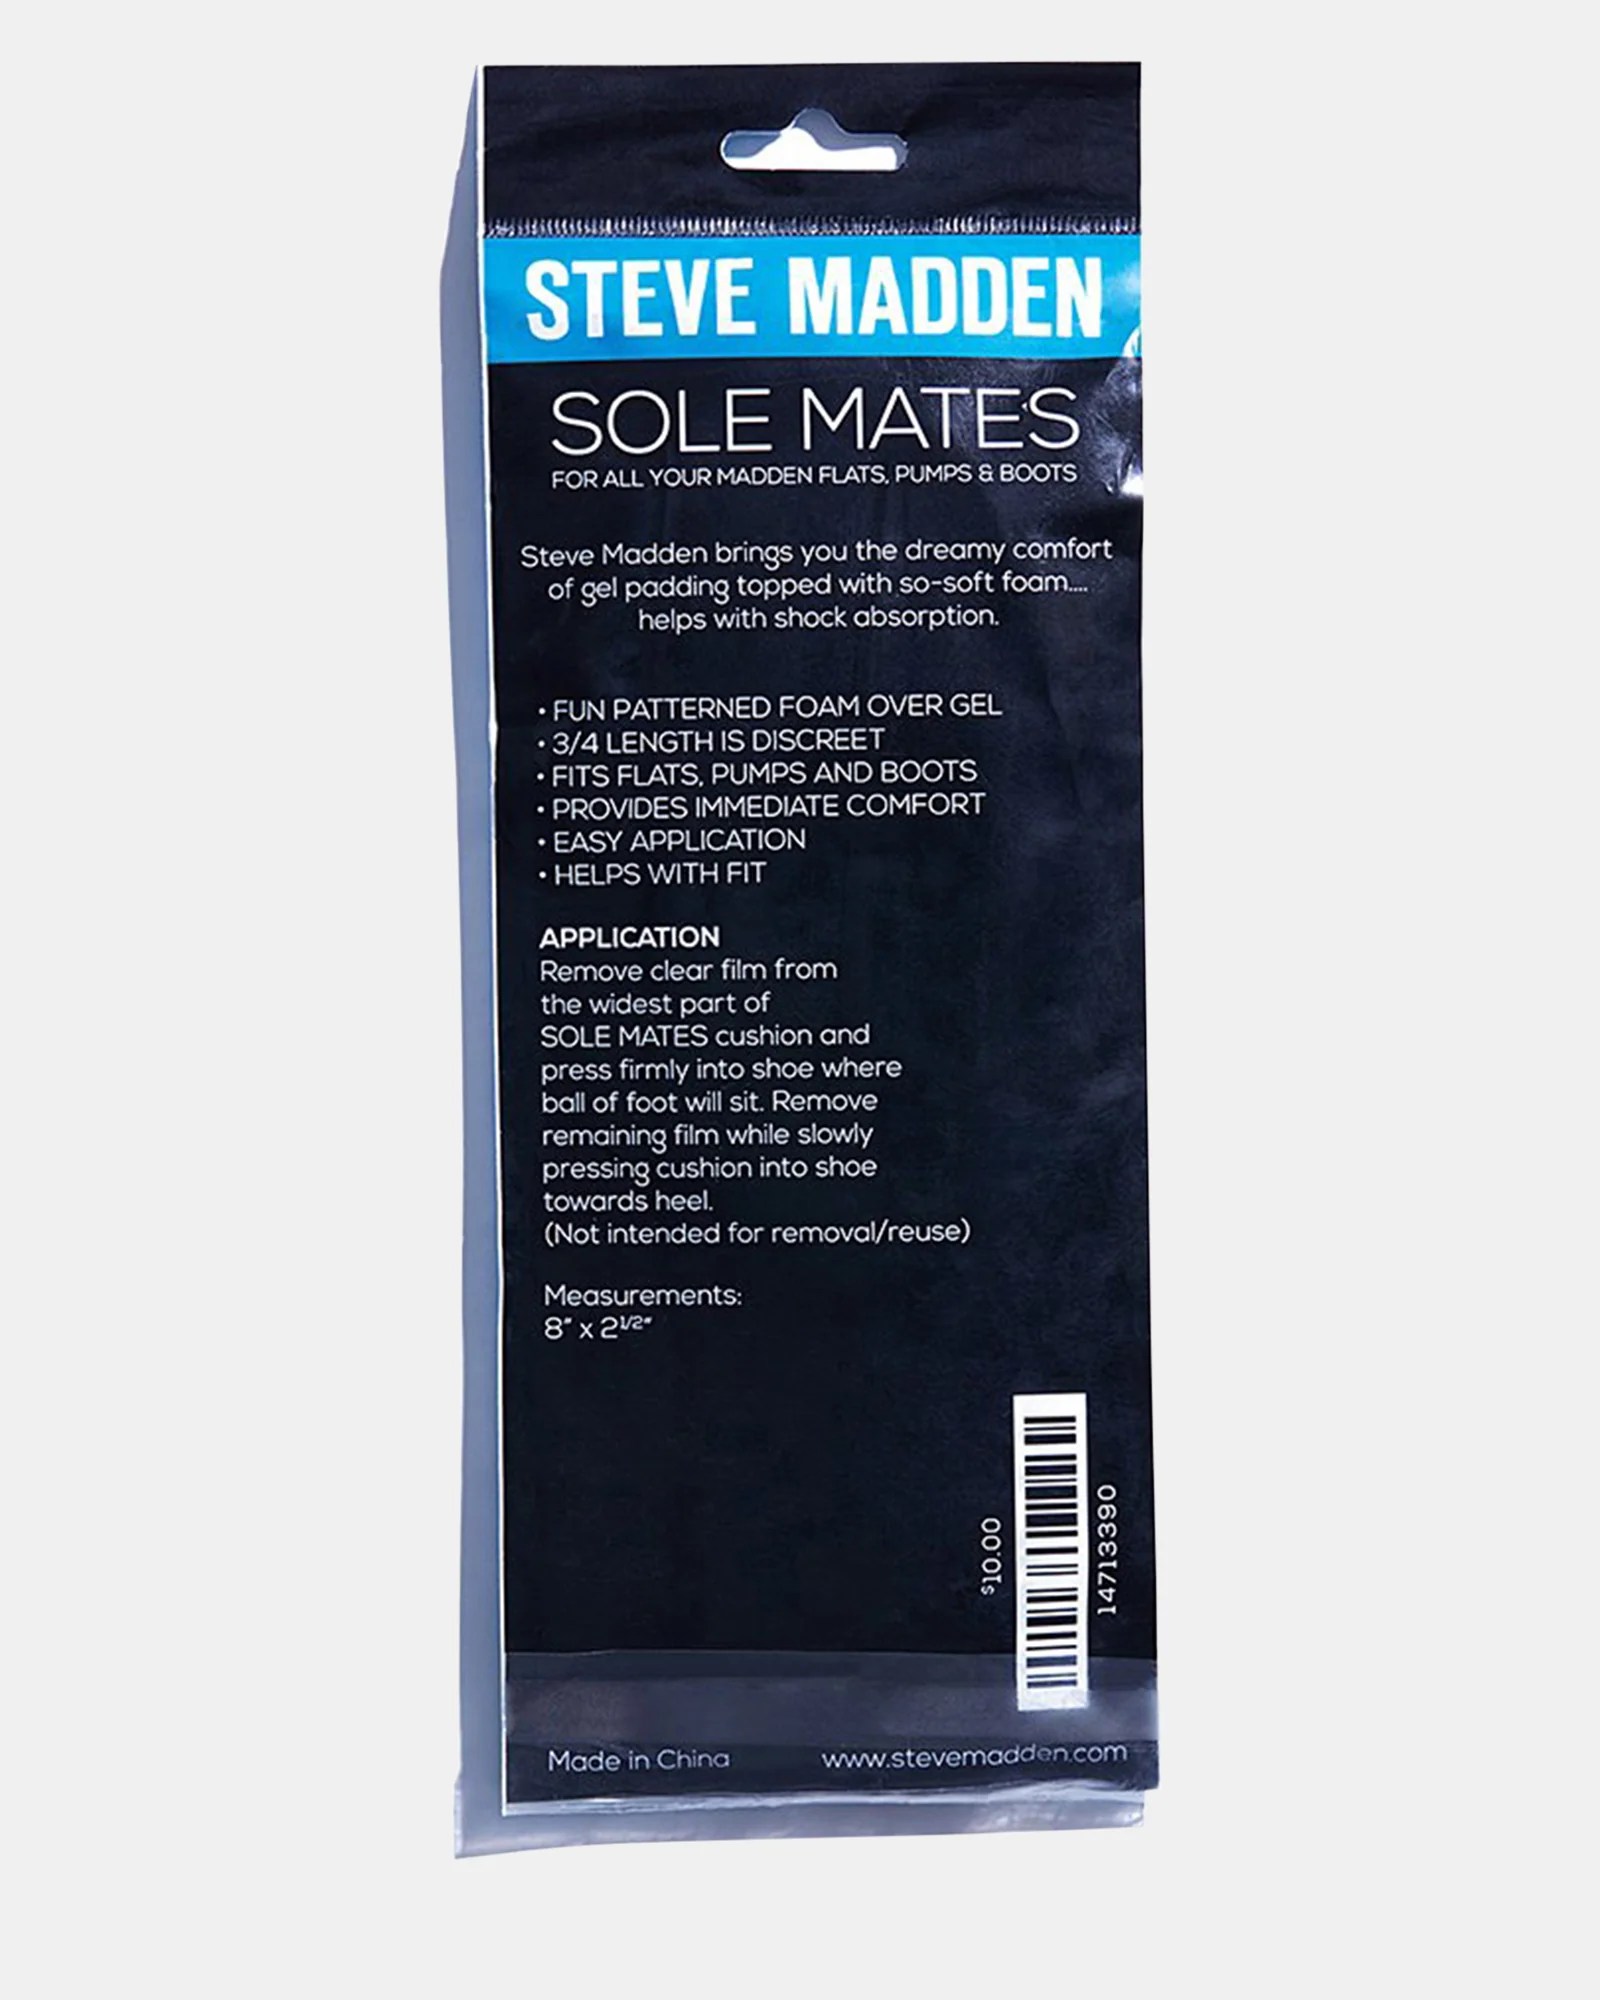 STEVE MADDEN
SOLE MATES
FOR ALL YOUR MADDEN FLATS, PUMPS & BOOTS
Steve Madden brings you the dreamy comfort
of gel padding topped with so-soft foam....
helps with shock absorption.
• FUN PATTERNED FOAM OVER GEL
• 3/4 LENGTH IS DISCREET
• FITS FLATS, PUMPS AND BOOTS
• PROVIDES IMMEDIATE COMFORT
• EASY APPLICATION
• HELPS WITH FIT
APPLICATION
Remove clear film from
the widest part of
SOLE MATES cushion and
press firmly into shoe where
ball of foot will sit. Remove
remaining film while slowly
pressing cushion into shoe
towards heel.
(Not intended for removal/reuse)
Measurements:
8" x 2 1/2"
$10.00
14713390
Made in China
www.stevemadden.com